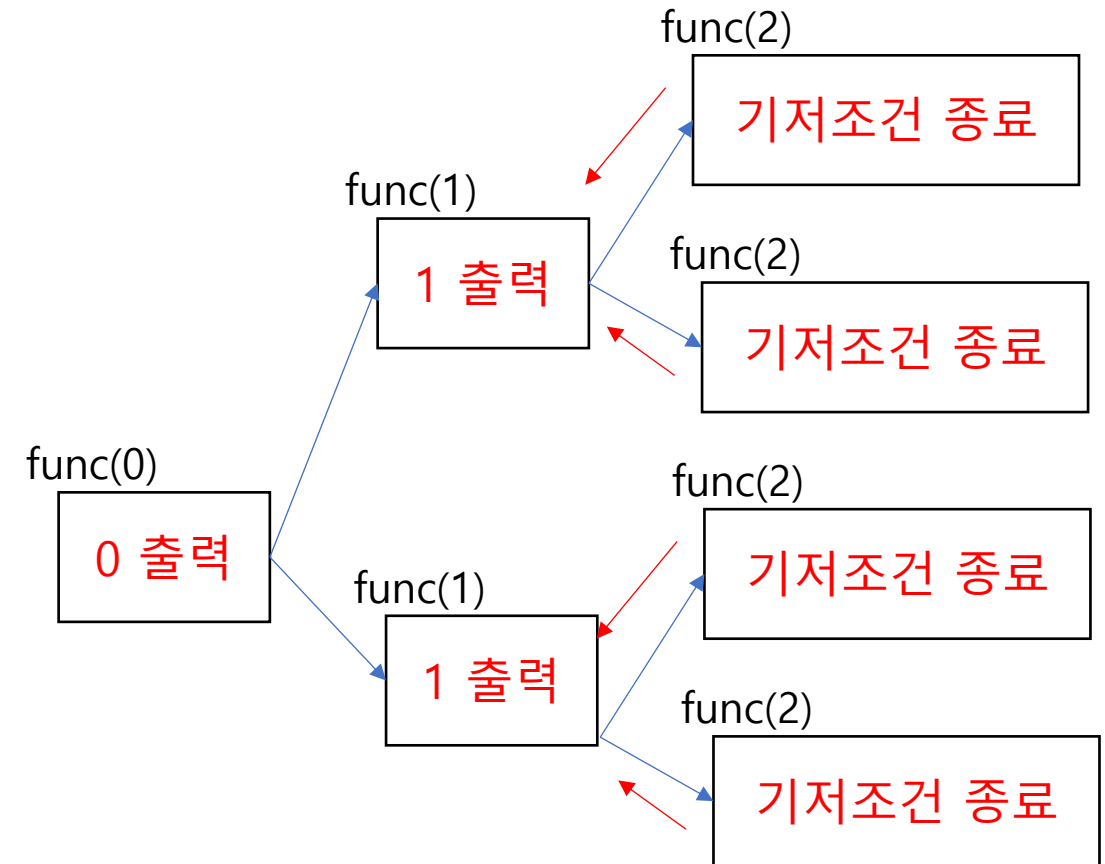 func(2)
기저조건 종료
func(1)
1 출력
func(2)
기저조건 종료
func(0)
0 출력
func(2)
기저조건 종료
func(1)
1 출력
func(2)
기저조건 종료